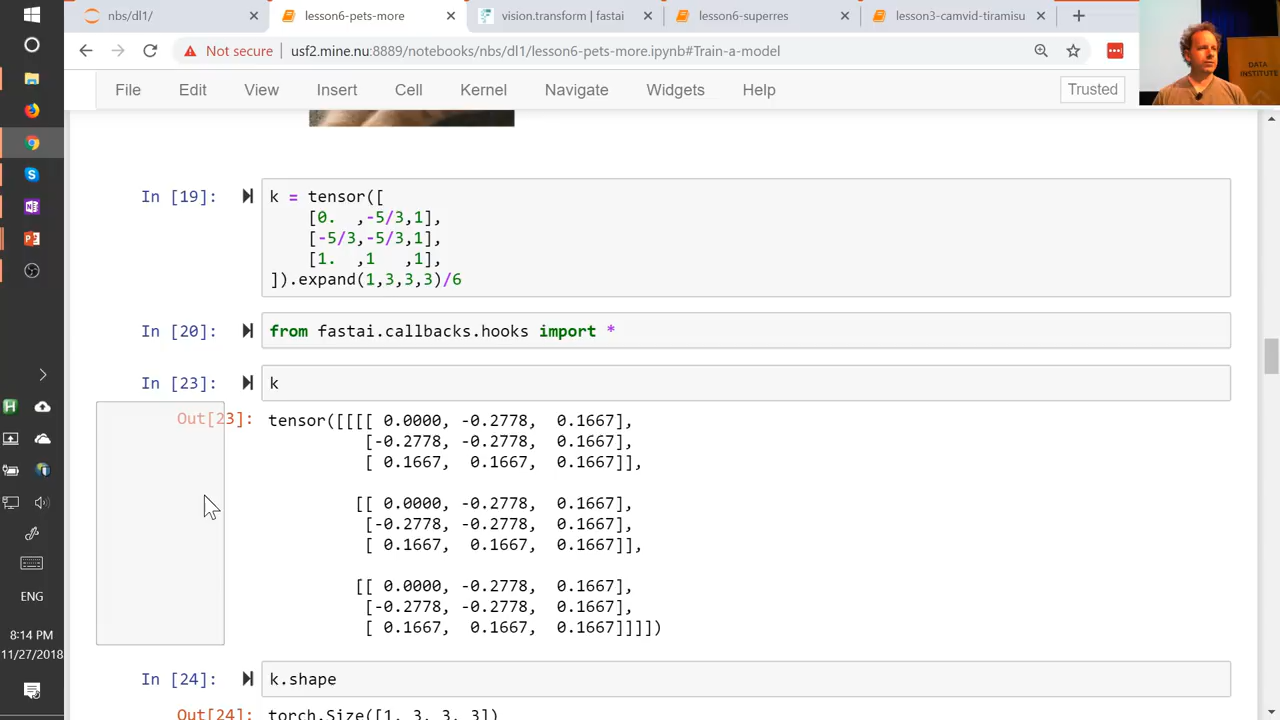 nbs/dl1/
lesson6-pets-more
vision.transform | fastai
lesson6-superres
lesson3-camvid-tiramisu
Not secure
usf2.mine.nu:8889/notebooks/nbs/dl1/lesson6-pets-more.ipynb#Train-a-model
File Edit View Insert Cell Kernel Navigate Widgets Help
Trusted
DATA
INSTITUTE
In [19]:
k = tensor([
[0. ,-5/3,1],
[-5/3,-5/3,1],
[1. ,1 ,1],
]).expand(1,3,3,3)/6
In [20]:
from fastai.callbacks.hooks import *
In [23]:
k
Out[23]:
tensor([[[[ 0.0000, -0.2778, 0.1667],
[-0.2778, -0.2778, 0.1667],
[ 0.1667, 0.1667, 0.1667]],
[[ 0.0000, -0.2778, 0.1667],
[-0.2778, -0.2778, 0.1667],
[ 0.1667, 0.1667, 0.1667]],
[[ 0.0000, -0.2778, 0.1667],
[-0.2778, -0.2778, 0.1667],
[ 0.1667, 0.1667, 0.1667]]]])
In [24]:
k.shape
Out[24]:
torch.Size([1, 3, 3, 3])
ENG
8:14 PM
11/27/2018